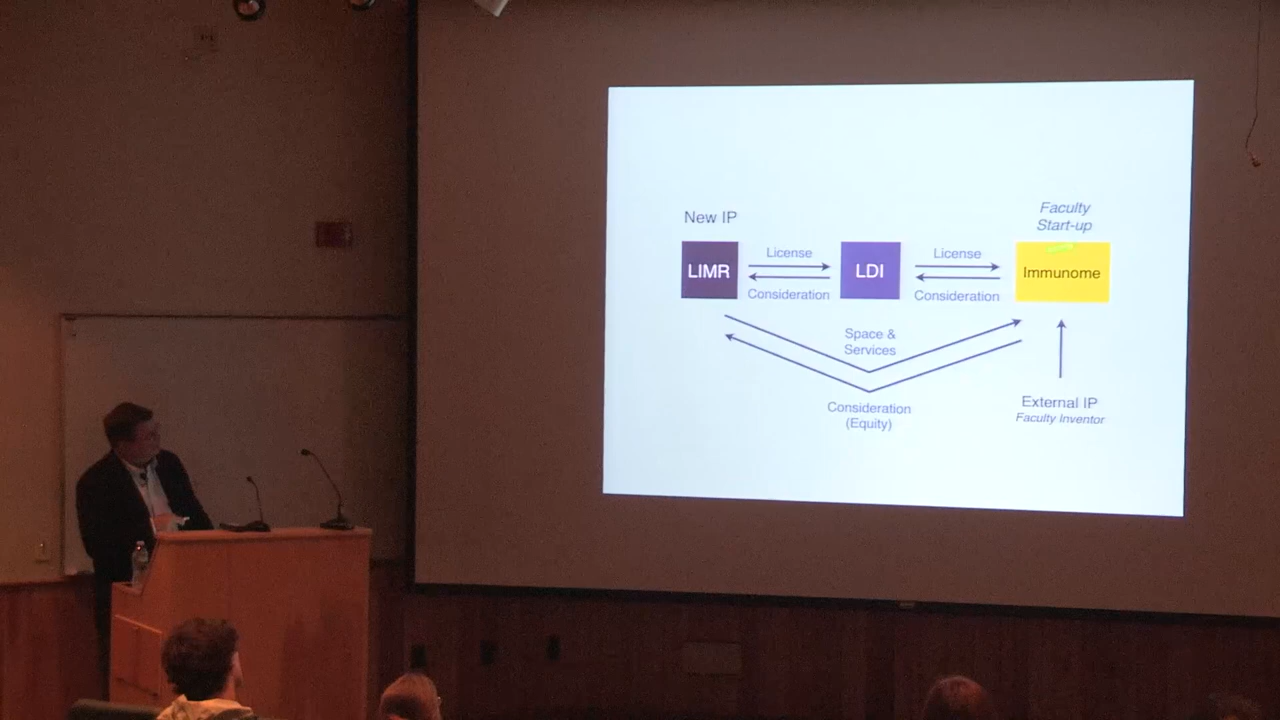 New IP
Faculty
Start-up
LIMR
License
Consideration
LDI
License
Consideration
Immunome
Space &
Services
Consideration
(Equity)
External IP
Faculty Inventor